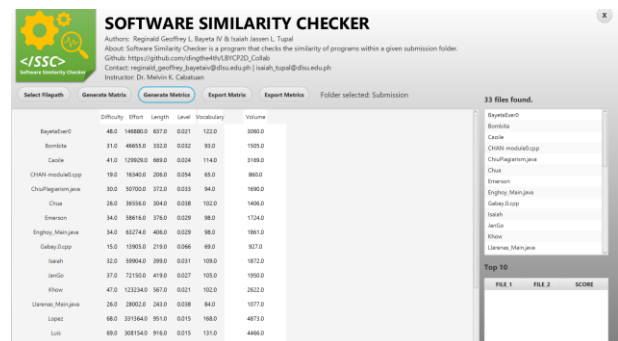 SOFTWARE SIMILARITY CHECKER
X
Authors: Reginald Geoffrey L. Bayeta IV & Isaiah Jassen L. Tupal
About: Software Similarity Checker is a program that checks the similarity of programs within a given submission folder.
Github: https://github.com/dingthe4th/LBYCP2D_Collab
Contact: reginald_geoffrey_bayetaiv@dlsu.edu.ph | isaiah_tupal@dlsu.edu.ph
Instructor: Dr. Melvin K. Cabatuan
</SSC>
Software Similarity Checker
Select Filepath Generate Matrix Generate Metrics Export Matrix Export Metrics Folder selected: Submission
33 files found.
Difficulty Effort Length Level Vocabulary Volume
BayetaExer0 48.0 146880.0 637.0 0.021 122.0 3060.0
Bombita 31.0 46655.0 332.0 0.032 93.0 1505.0
Caoile 41.0 129929.0 669.0 0.024 114.0 3169.0
CHAN-module0.cpp 19.0 16340.0 206.0 0.054 65.0 860.0
ChiuPlagiarism.java 30.0 50700.0 372.0 0.033 94.0 1690.0
Chua 26.0 36556.0 304.0 0.038 102.0 1406.0
Emerson 34.0 58616.0 376.0 0.029 98.0 1724.0
Enghoy_Main.java 34.0 63274.0 406.0 0.029 98.0 1861.0
Gabay.0.cpp 15.0 13905.0 219.0 0.066 69.0 927.0
Isaiah 32.0 59904.0 399.0 0.031 109.0 1872.0
JanGo 37.0 72150.0 419.0 0.027 105.0 1950.0
Khow 47.0 123234.0 567.0 0.021 102.0 2622.0
Llarenas_Main.java 26.0 28002.0 243.0 0.038 84.0 1077.0
Lopez 68.0 331364.0 951.0 0.015 168.0 4873.0
Luis 69.0 308154.0 916.0 0.015 131.0 4466.0
BayetaExer0
Bombita
Caoile
CHAN-module0.cpp
ChiuPlagiarism.java
Chua
Emerson
Enghoy_Main.java
Gabay.0.cpp
Isaiah
JanGo
Khow
Llarenas_Main.java
Top 10
FILE_1 FILE_2 SCORE